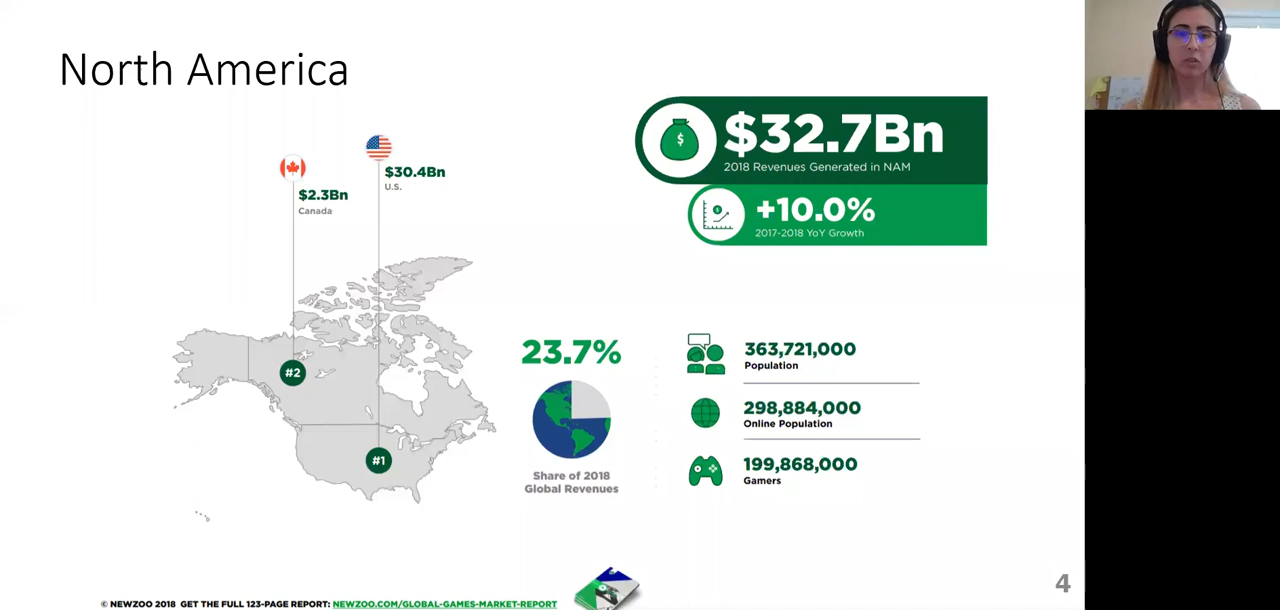 North America
$32.7Bn
2018 Revenues Generated in NAM
+10.0%
2017-2018 YoY Growth
$30.4Bn
U.S.
$2.3Bn
Canada
#2
#1
23.7%
Share of 2018
Global Revenues
363,721,000
Population
298,884,000
Online Population
199,868,000
Gamers
4
© NEWZOO 2018 GET THE FULL 123-PAGE REPORT: NEWZOO.COM/GLOBAL-GAMES-MARKET-REPORT
$
$